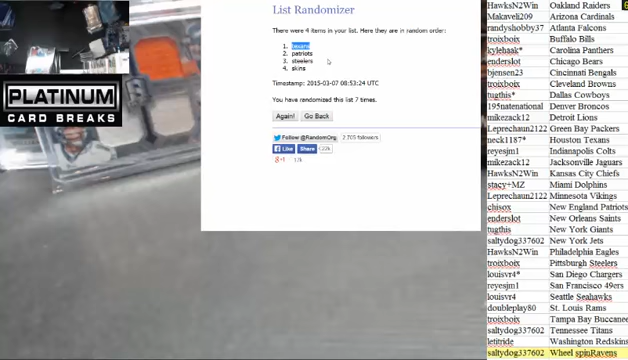 List Randomizer
There were 4 items in your list. Here they are in random order:
1. texans
2. patriots
3. steelers
4. skins
Timestamp: 2015-03-07 08:53:24 UTC
You have randomized this list 7 times.
Again! Go Back
Follow @RandomOrg 2,705 followers
Like Share
g+1
PLATINUM
CARD BREAKS
HawksN2Win Oakland Raiders
Makaveli209 Arizona Cardinals
randyshobby37 Atlanta Falcons
troixboix Buffalo Bills
kylehaak* Carolina Panthers
enderslot Chicago Bears
bjensen23 Cincinnati Bengals
troixboix Cleveland Browns
tugthis* Dallas Cowboys
195natenational Denver Broncos
mikezack12 Detroit Lions
Leprechaun2122 Green Bay Packers
neck1187* Houston Texans
reyesjm1 Indianapolis Colts
mikezack12 Jacksonville Jaguars
HawksN2Win Kansas City Chiefs
stacy+MZ Miami Dolphins
Leprechaun2122 Minnesota Vikings
chisox New England Patriots
enderslot New Orleans Saints
tugthis New York Giants
saltydog337602 New York Jets
HawksN2Win Philadelphia Eagles
troixboix Pittsburgh Steelers
louisvr4* San Diego Chargers
reyesjm1 San Francisco 49ers
louisvr4 Seattle Seahawks
doubleplay80 St. Louis Rams
troixboix Tampa Bay Buccanee
saltydog337602 Tennessee Titans
letitride Washington Redskins
saltydog337602 Wheel spinRavens